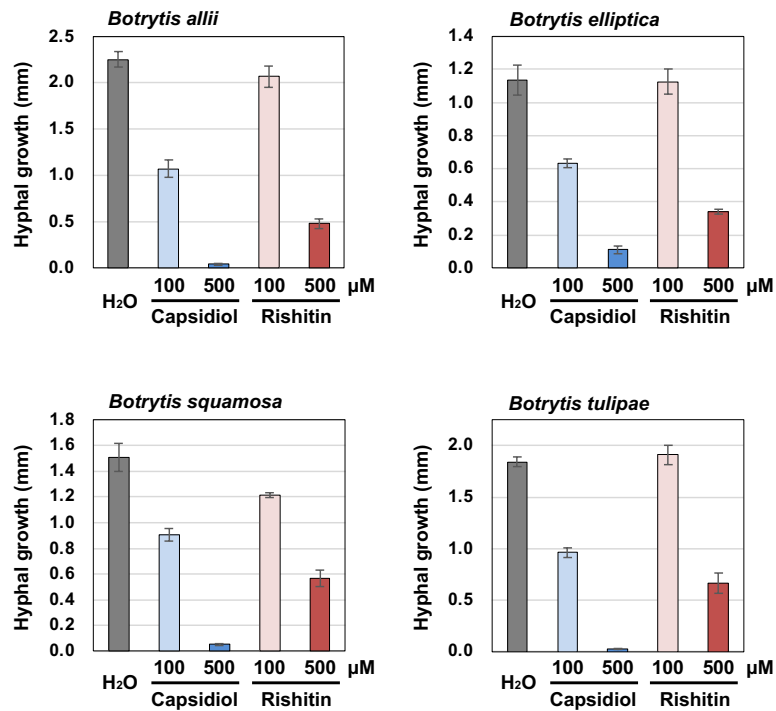 Botrytis allii
Hyphal growth (mm)
2.5
2.0
1.5
1.0
0.5
0.0
H₂O
100 500 100 500 µM
Capsidiol Rishitin
Botrytis elliptica
Hyphal growth (mm)
1.4
1.2
1.0
0.8
0.6
0.4
0.2
0.0
H₂O
100 500 100 500 µM
Capsidiol Rishitin
Botrytis squamosa
Hyphal growth (mm)
1.8
1.6
1.4
1.2
1.0
0.8
0.6
0.4
0.2
0.0
H₂O
100 500 100 500 µM
Capsidiol Rishitin
Botrytis tulipae
Hyphal growth (mm)
2.0
1.5
1.0
0.5
0.0
H₂O
100 500 100 500 µM
Capsidiol Rishitin